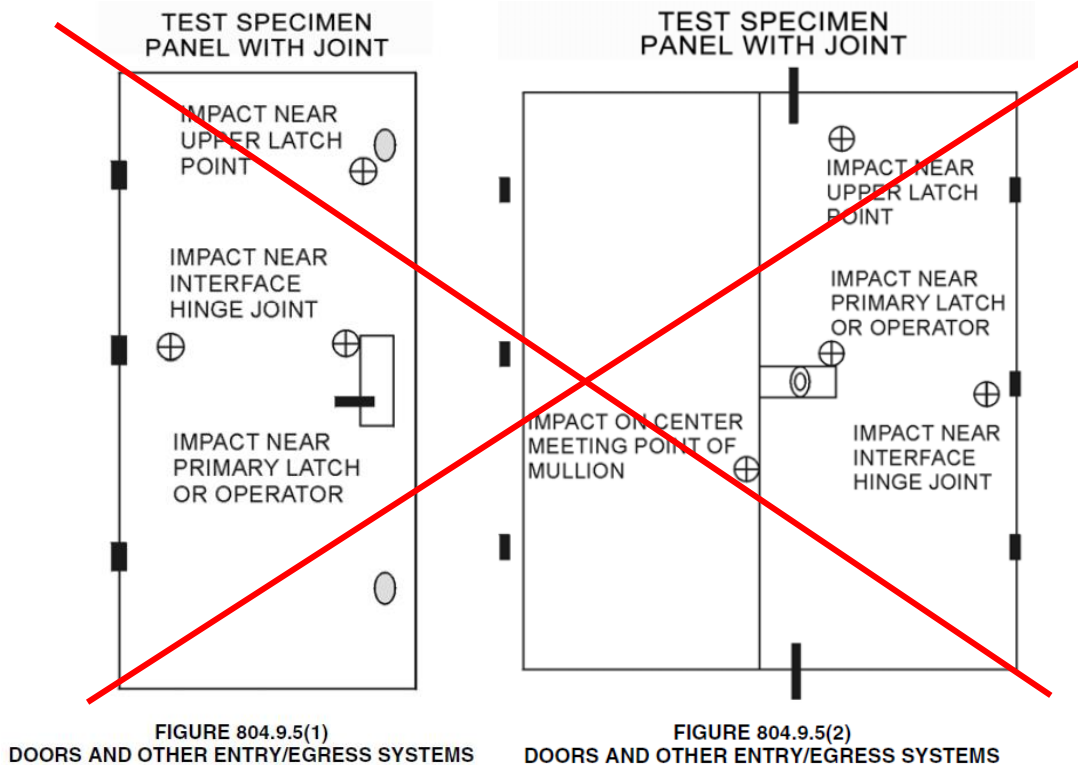 TEST SPECIMEN
PANEL WITH JOINT
IMPACT NEAR
UPPER LATCH
POINT
IMPACT NEAR
INTERFACE
HINGE JOINT
IMPACT NEAR
PRIMARY LATCH
OR OPERATOR
FIGURE 804.9.5(1)
DOORS AND OTHER ENTRY/EGRESS SYSTEMS
TEST SPECIMEN
PANEL WITH JOINT
IMPACT NEAR
UPPER LATCH
POINT
IMPACT NEAR
PRIMARY LATCH
OR OPERATOR
IMPACT ON CENTER
MEETING POINT OF
MULLION
IMPACT NEAR
INTERFACE
HINGE JOINT
FIGURE 804.9.5(2)
DOORS AND OTHER ENTRY/EGRESS SYSTEMS